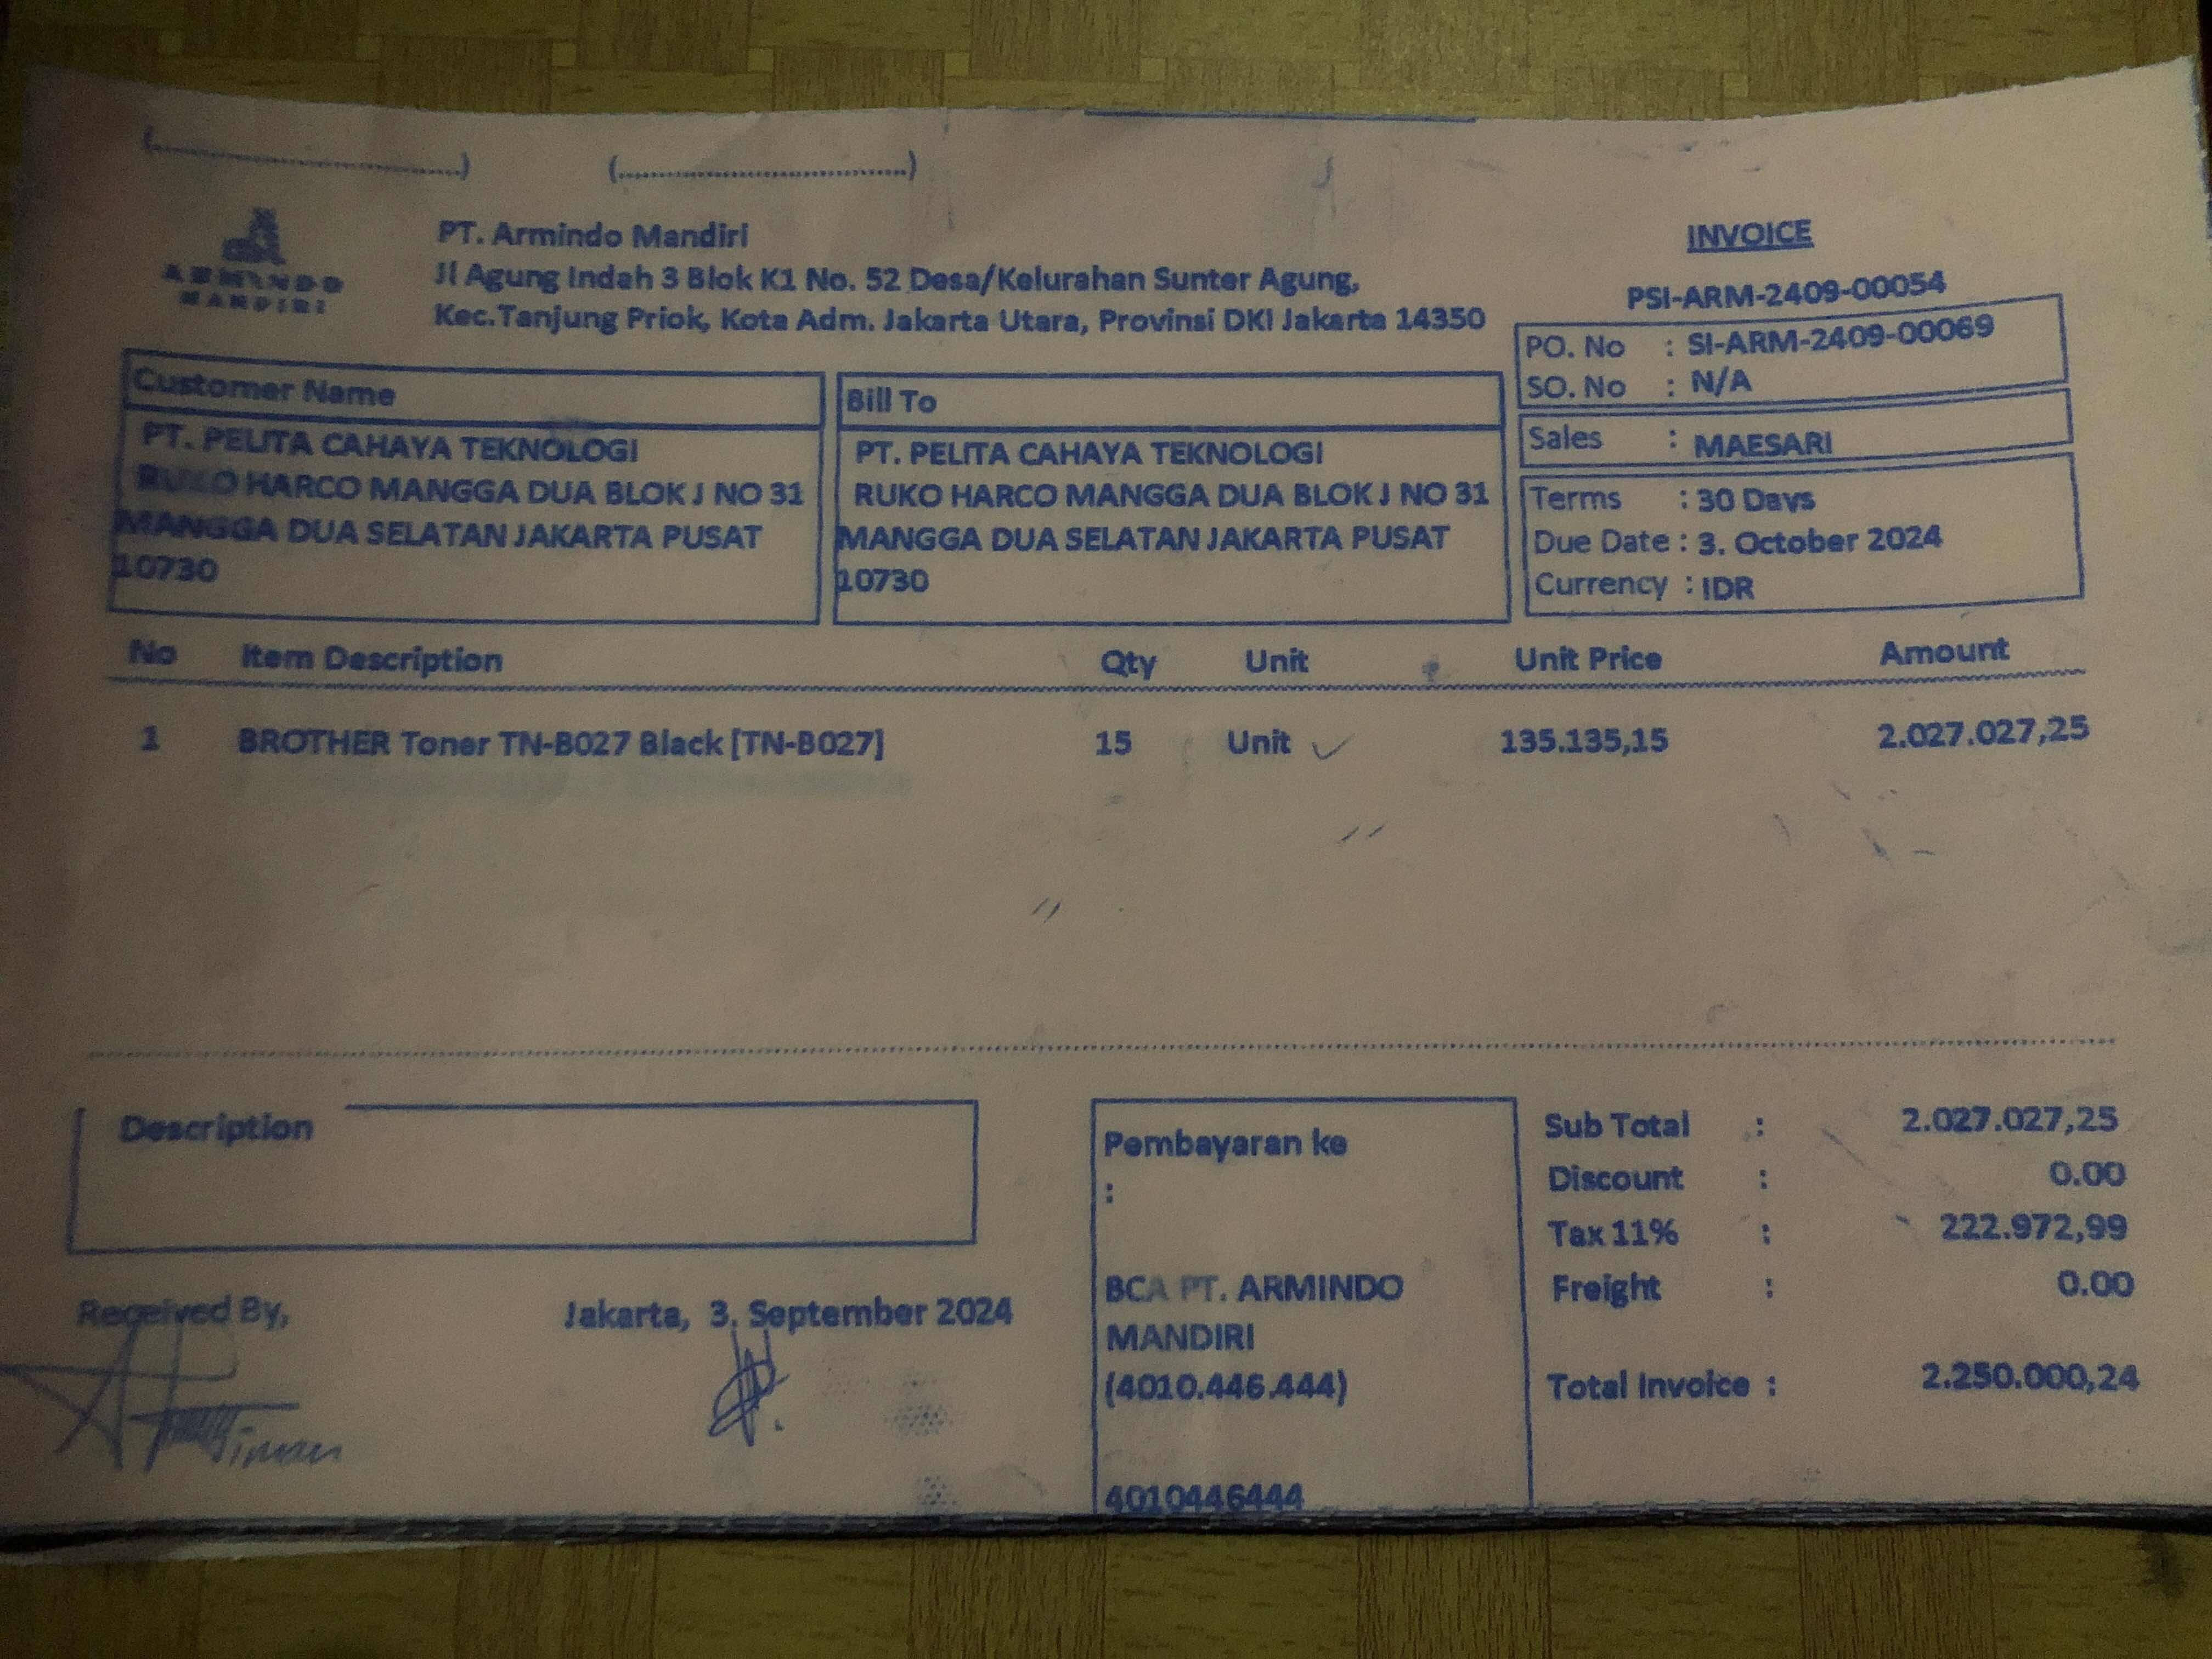 (..............................) (..............................)
ARMINDO
MANDIRI
PT. Armindo Mandiri
Jl Agung Indah 3 Blok K1 No. 52 Desa/Kelurahan Sunter Agung,
Kec.Tanjung Priok, Kota Adm. Jakarta Utara, Provinsi DKI Jakarta 14350
INVOICE
PSI-ARM-2409-00054
PO. No : SI-ARM-2409-00069
SO. No : N/A
Sales : MAESARI
Terms : 30 Days
Due Date : 3. October 2024
Currency : IDR
Customer Name
PT. PELITA CAHAYA TEKNOLOGI
RUKO HARCO MANGGA DUA BLOK J NO 31
MANGGA DUA SELATAN JAKARTA PUSAT
10730
Bill To
PT. PELITA CAHAYA TEKNOLOGI
RUKO HARCO MANGGA DUA BLOK J NO 31
MANGGA DUA SELATAN JAKARTA PUSAT
10730
No Item Description Qty Unit Unit Price Amount
1 BROTHER Toner TN-B027 Black [TN-B027] 15 Unit 135.135,15 2.027.027,25
Description
Received By,
Jakarta, 3. September 2024
Pembayaran ke
:
BCA PT. ARMINDO
MANDIRI
(4010.446.444)
4010446444
Sub Total : 2.027.027,25
Discount : 0.00
Tax 11% : 222.972,99
Freight : 0.00
Total Invoice : 2.250.000,24